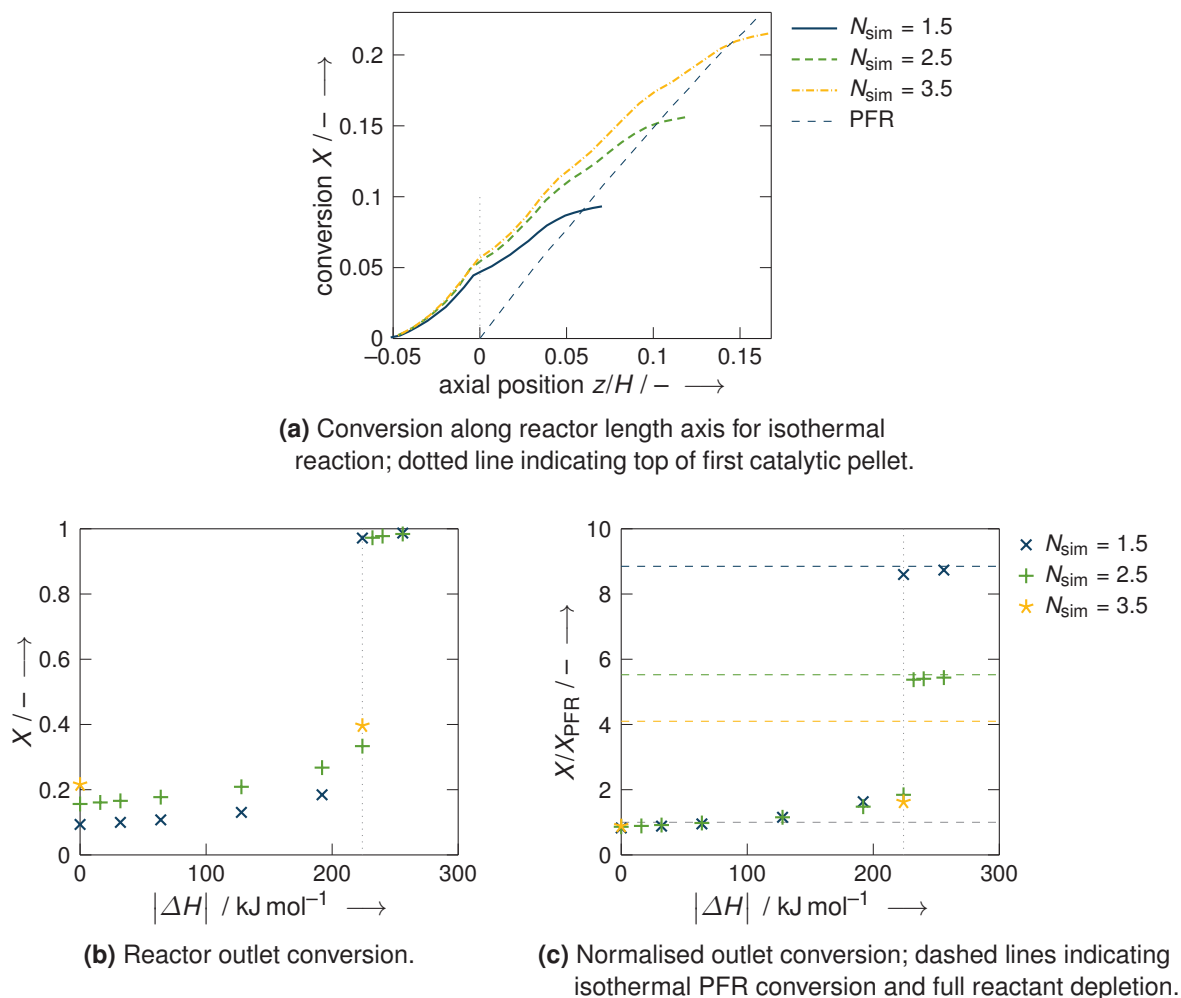 conversion X / – ⟶
0.2
0.15
0.1
0.05
0
–0.05
0
0.05
0.1
0.15
axial position z/H / – ⟶
N_sim = 1.5
N_sim = 2.5
N_sim = 3.5
PFR
(a) Conversion along reactor length axis for isothermal
reaction; dotted line indicating top of first catalytic pellet.
X / – ⟶
1
0.8
0.6
0.4
0.2
0
0
100
200
300
|ΔH| / kJ mol⁻¹ ⟶
(b) Reactor outlet conversion.
X/X_PFR / – ⟶
10
8
6
4
2
0
0
100
200
300
|ΔH| / kJ mol⁻¹ ⟶
N_sim = 1.5
N_sim = 2.5
N_sim = 3.5
(c) Normalised outlet conversion; dashed lines indicating
isothermal PFR conversion and full reactant depletion.